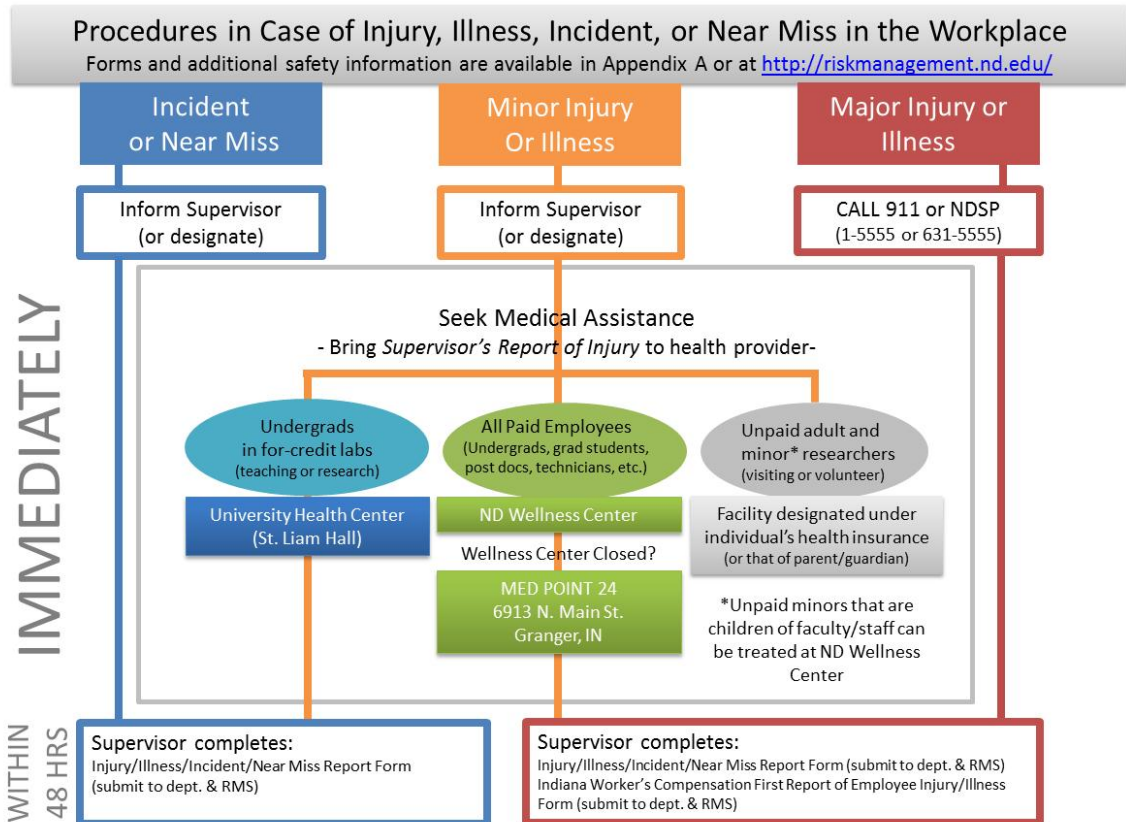 Procedures in Case of Injury, Illness, Incident, or Near Miss in the Workplace
Forms and additional safety information are available in Appendix A or at http://riskmanagement.nd.edu/
Incident
or Near Miss
Minor Injury
Or Illness
Major Injury or
Illness
Inform Supervisor
(or designate)
Inform Supervisor
(or designate)
CALL 911 or NDSP
(1-5555 or 631-5555)
IMMEDIATELY
Seek Medical Assistance
- Bring Supervisor's Report of Injury to health provider-
Undergrads
in for-credit labs
(teaching or research)
University Health Center
(St. Liam Hall)
All Paid Employees
(Undergrads, grad students,
post docs, technicians, etc.)
ND Wellness Center
Wellness Center Closed?
MED POINT 24
6913 N. Main St.
Granger, IN
Unpaid adult and
minor* researchers
(visiting or volunteer)
Facility designated under
individual's health insurance
(or that of parent/guardian)
*Unpaid minors that are
children of faculty/staff can
be treated at ND Wellness
Center
WITHIN
48 HRS
Supervisor completes:
Injury/Illness/Incident/Near Miss Report Form
(submit to dept. & RMS)
Supervisor completes:
Injury/Illness/Incident/Near Miss Report Form (submit to dept. & RMS)
Indiana Worker's Compensation First Report of Employee Injury/Illness
Form (submit to dept. & RMS)